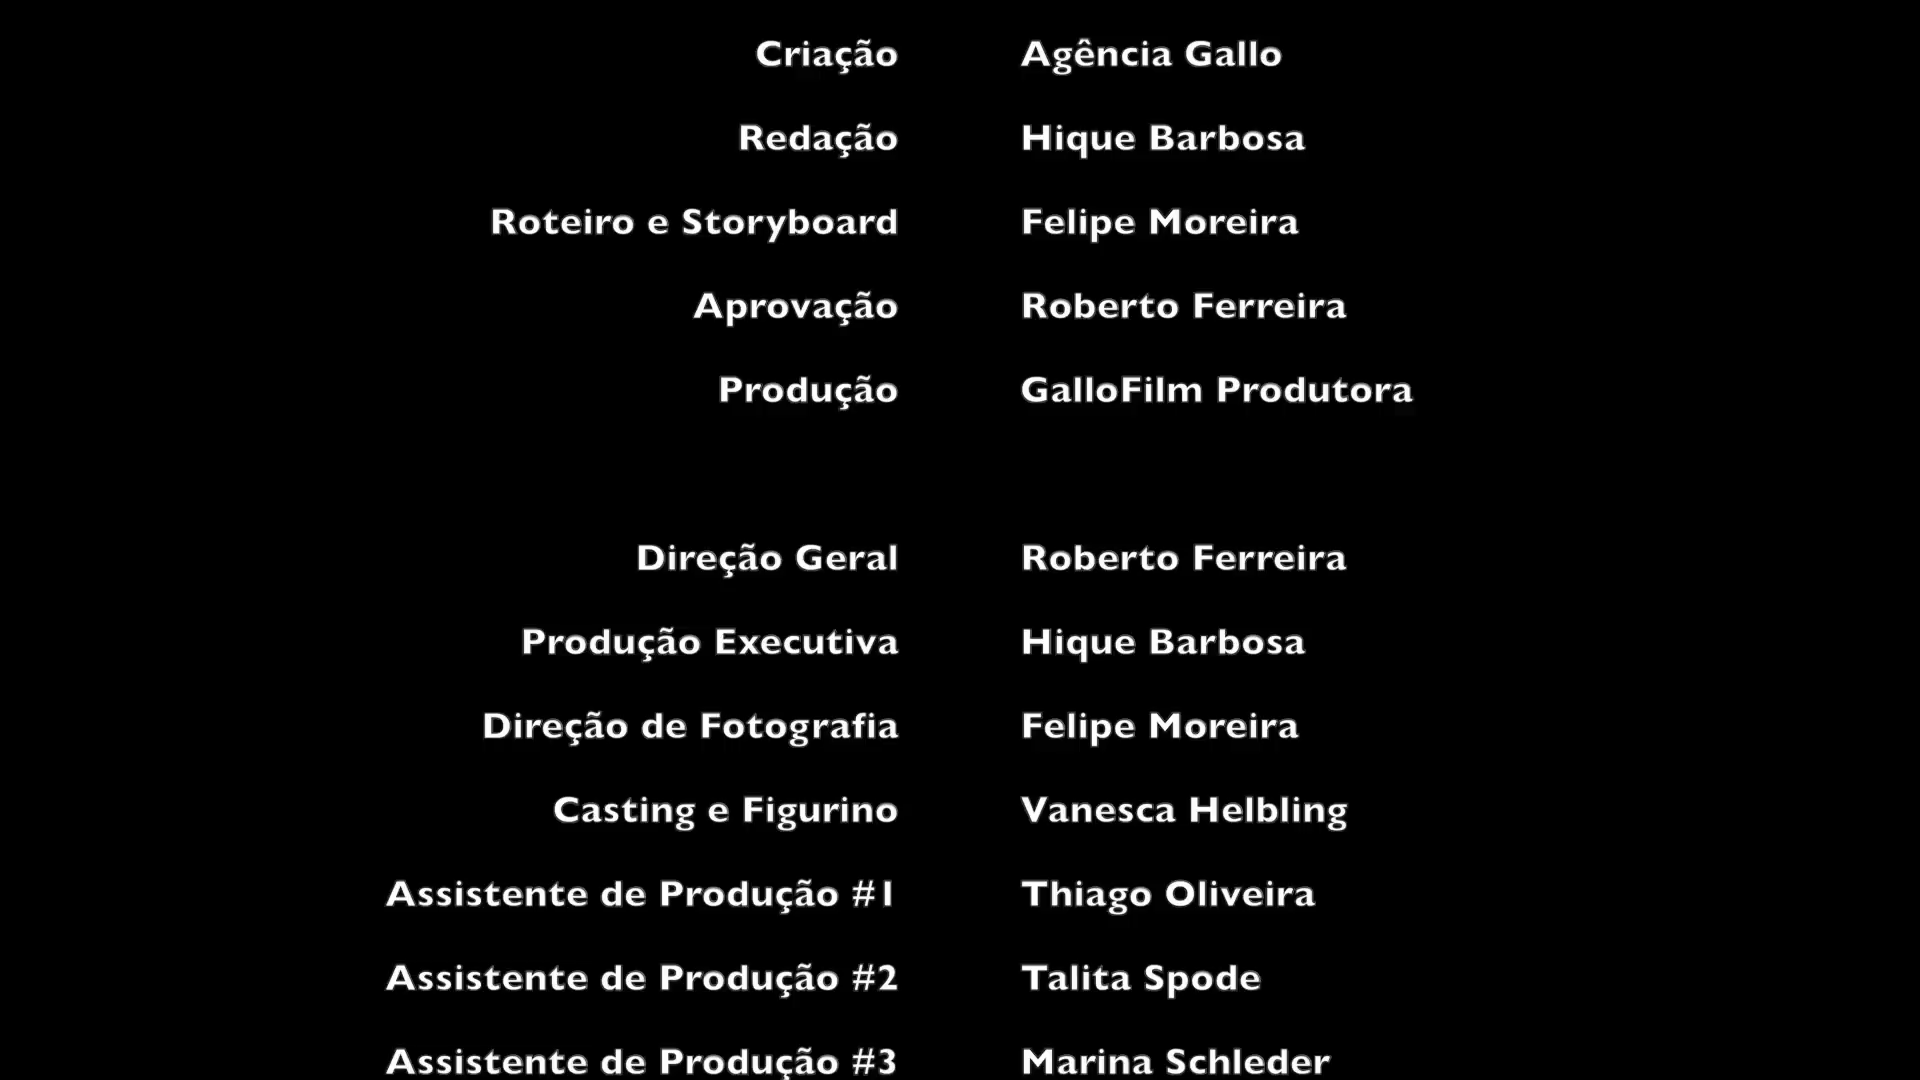 Criação Agência Gallo
Redação Hique Barbosa
Roteiro e Storyboard Felipe Moreira
Aprovação Roberto Ferreira
Produção GalloFilm Produtora
Direção Geral Roberto Ferreira
Produção Executiva Hique Barbosa
Direção de Fotografia Felipe Moreira
Casting e Figurino Vanesca Helbling
Assistente de Produção #1 Thiago Oliveira
Assistente de Produção #2 Talita Spode
Assistente de Produção #3 Marina Schleder